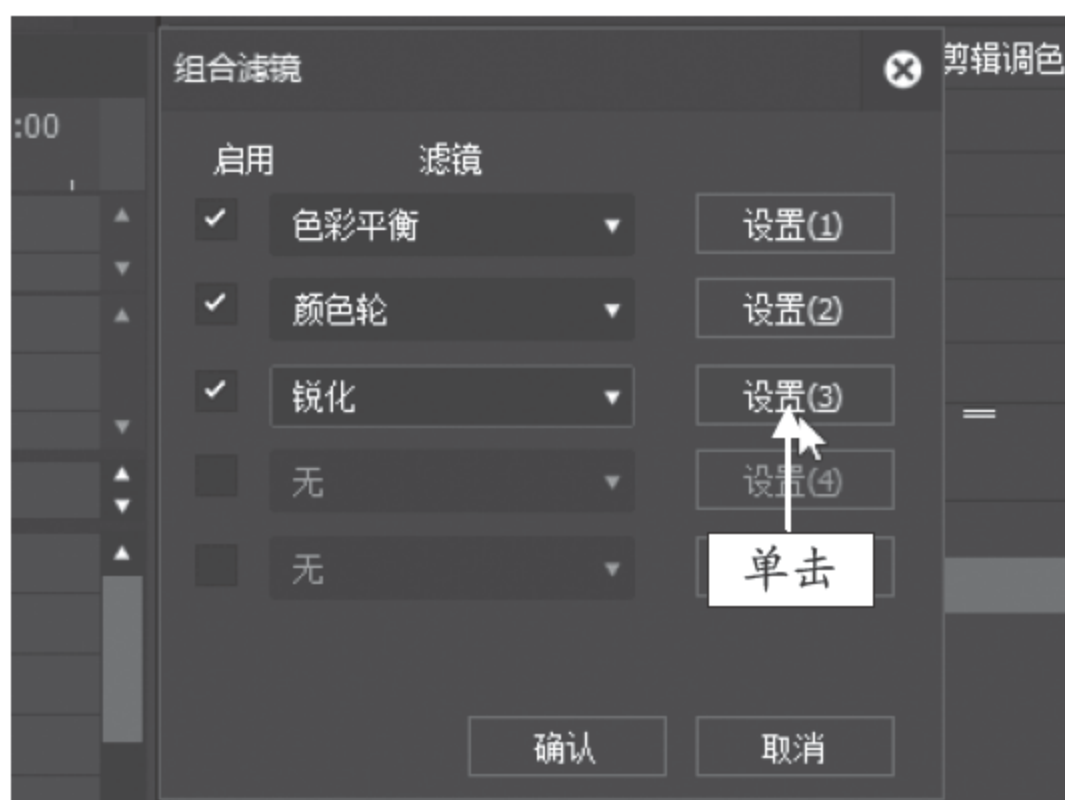 组合滤镜
剪辑调色
:00
启用 滤镜
色彩平衡 设置(1)
颜色轮 设置(2)
锐化 设置(3)
无 设置(4)
无
单击
确认 取消